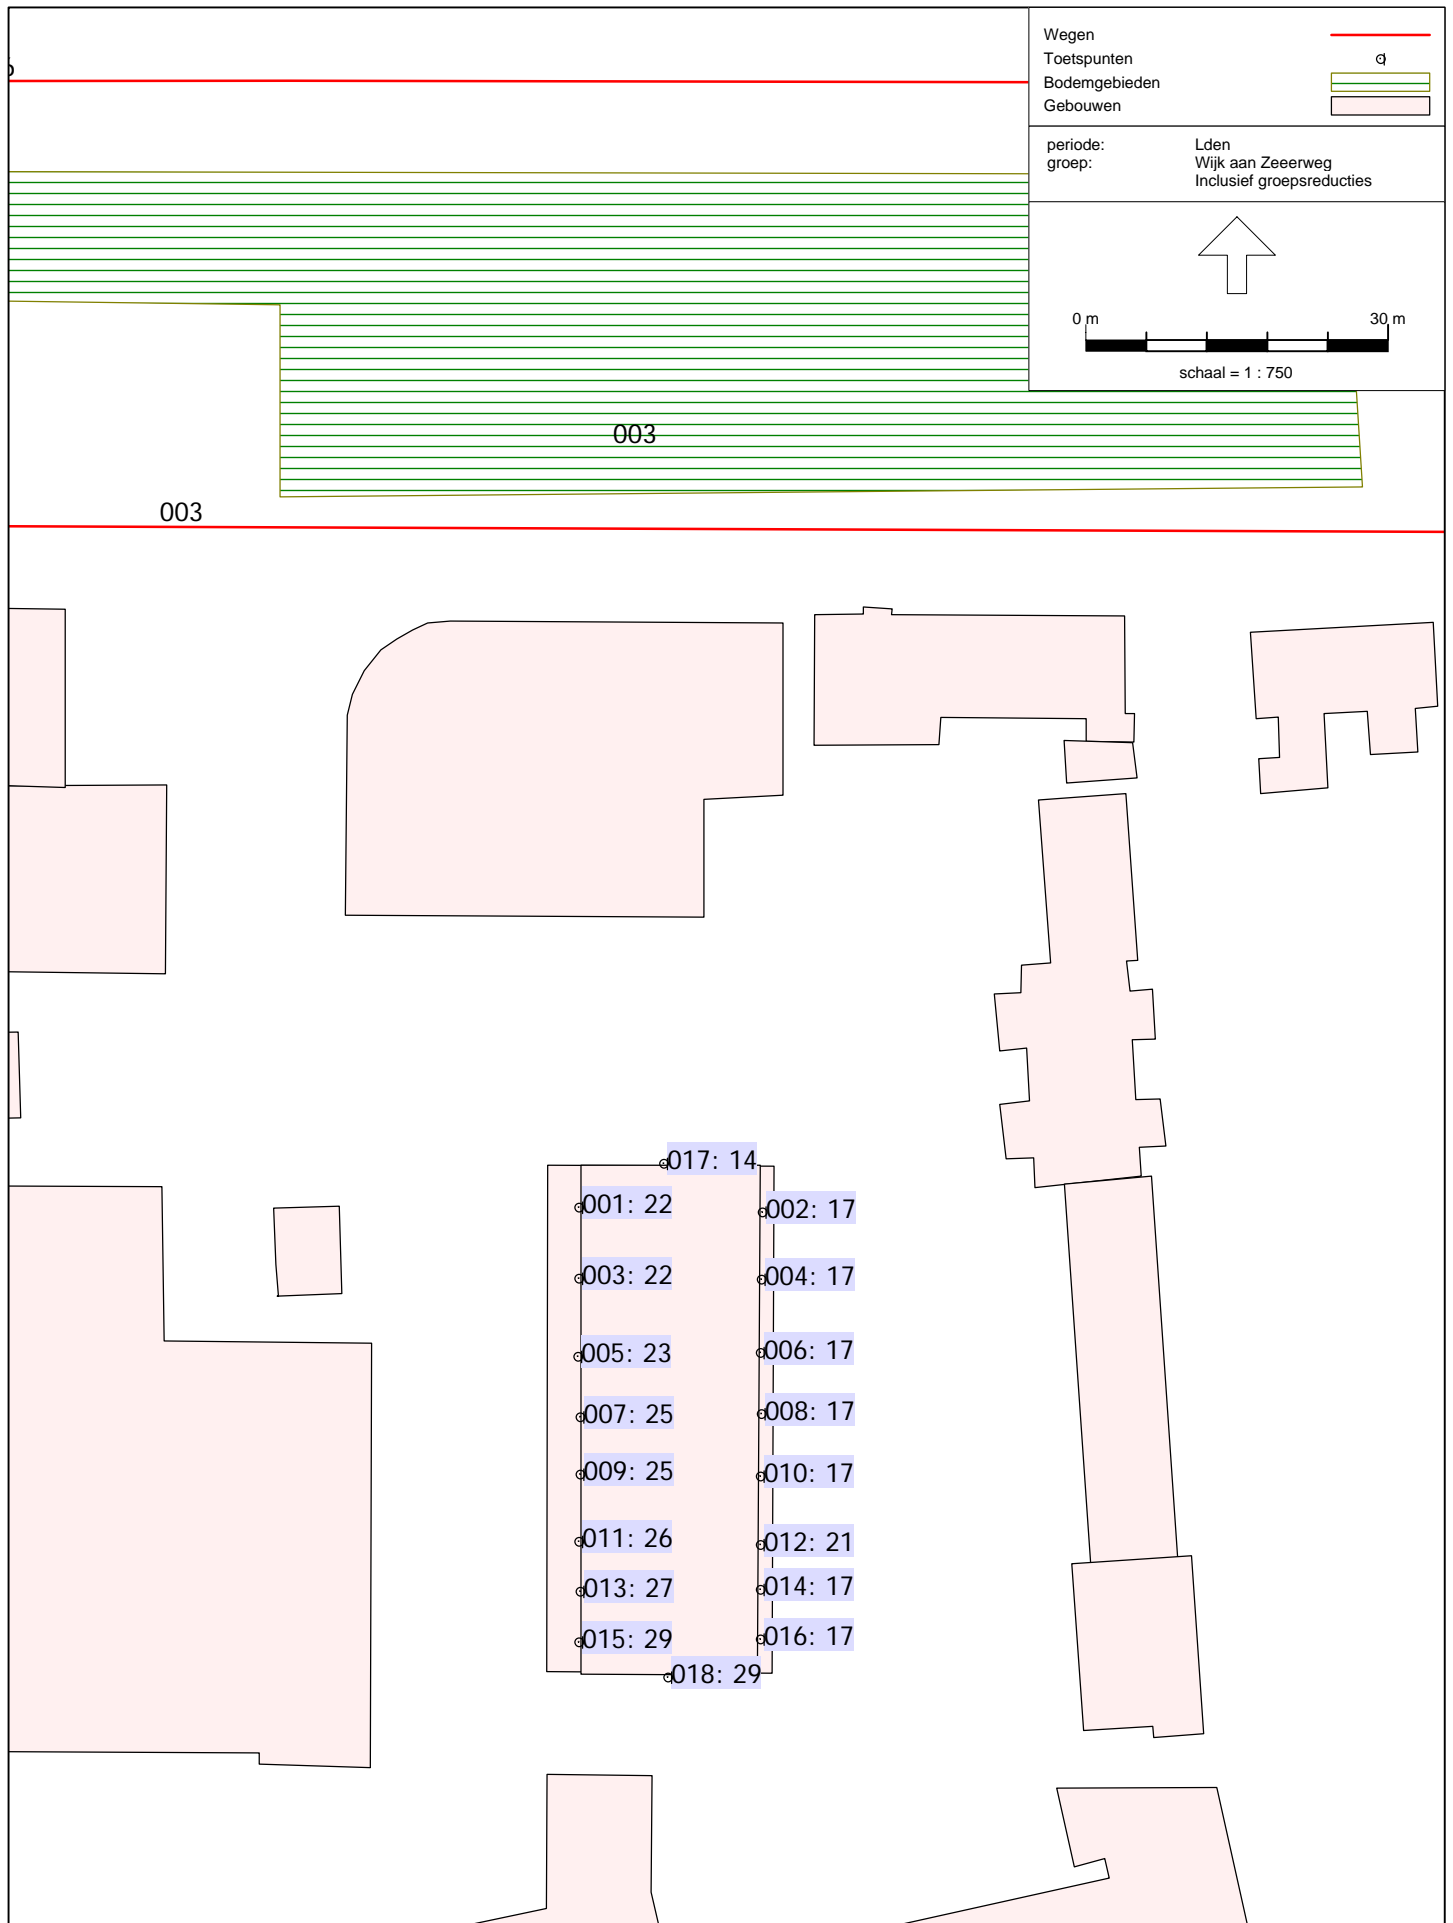 Wegen
Toetspunten
Bodemgebieden
Gebouwen
periode: Lden
groep: Wijk aan Zeeerweg
Inclusief groepsreducties
0 m 30 m
schaal = 1 : 750
003
003
017: 14
001: 22
002: 17
003: 22
004: 17
005: 23
006: 17
007: 25
008: 17
009: 25
010: 17
011: 26
012: 21
013: 27
014: 17
015: 29
016: 17
018: 29